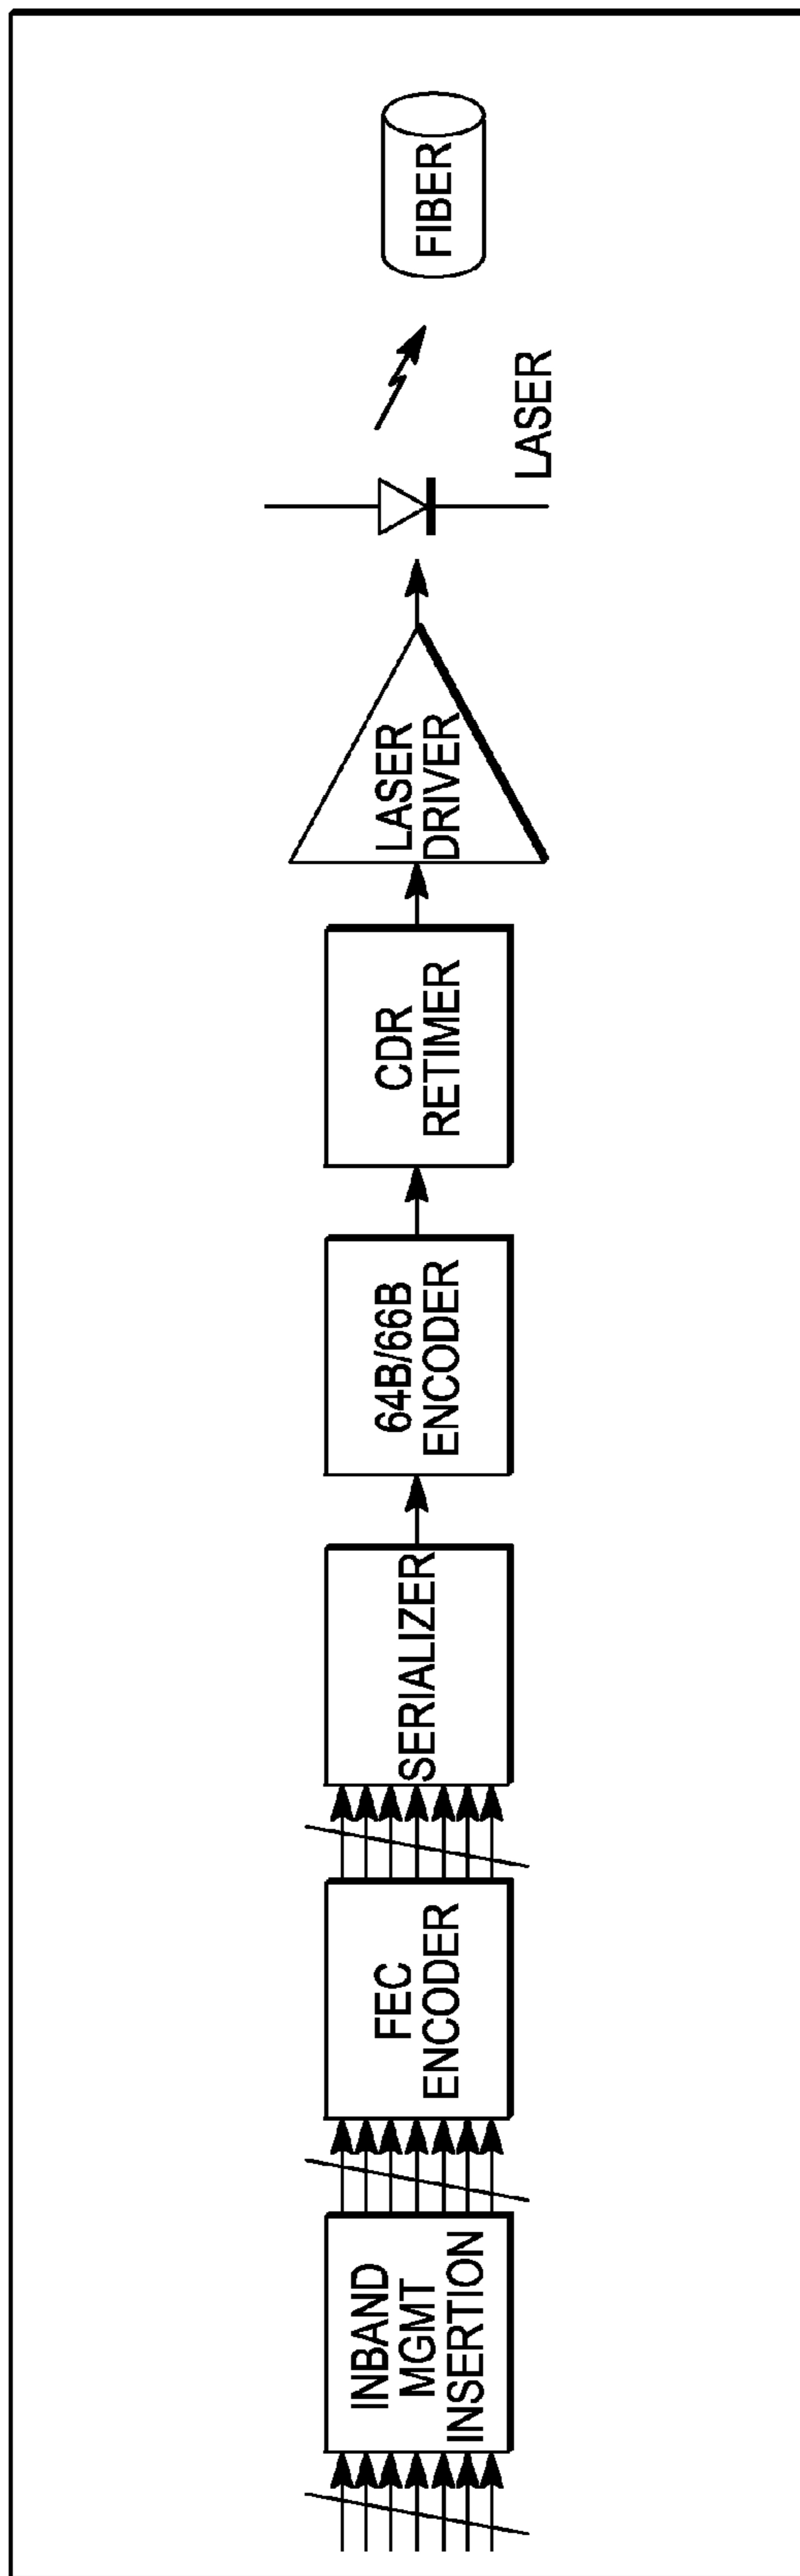 INBAND
MGMT
INSERTION
FEC
ENCODER
SERIALIZER
64B/66B
ENCODER
CDR
RETIMER
LASER
DRIVER
LASER
FIBER